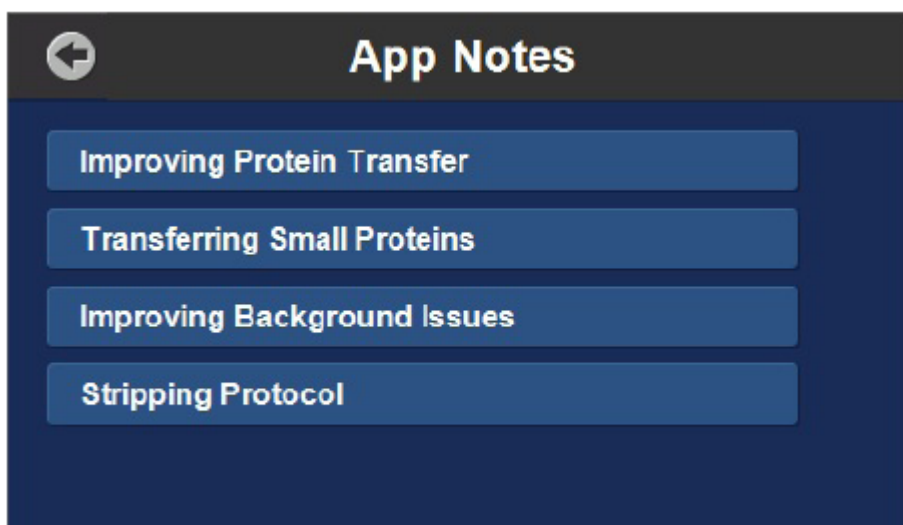 App Notes
Improving Protein Transfer
Transferring Small Proteins
Improving Background Issues
Stripping Protocol